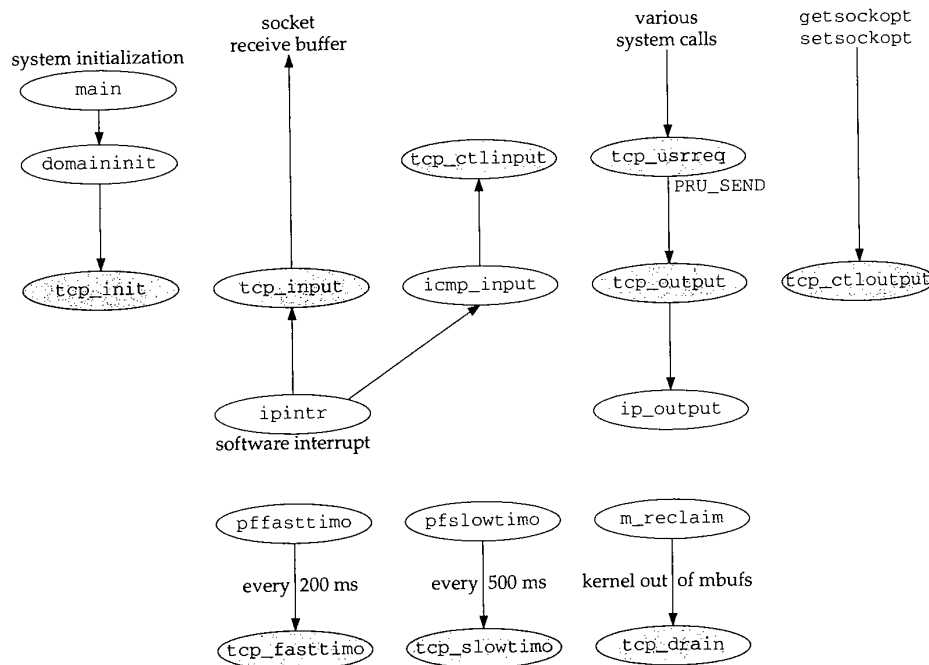 socket
receive buffer
various
system calls
getsockopt
setsockopt
system initialization
main
domaininit
tcp_ctlinput
tcp_usrreq
PRU_SEND
tcp_init
tcp_input
icmp_input
tcp_output
tcp_ctloutput
ipintr
software interrupt
ip_output
pffasttimo
pfslowtimo
m_reclaim
every 200 ms
every 500 ms
kernel out of mbufs
tcp_fasttimo
tcp_slowtimo
tcp_drain